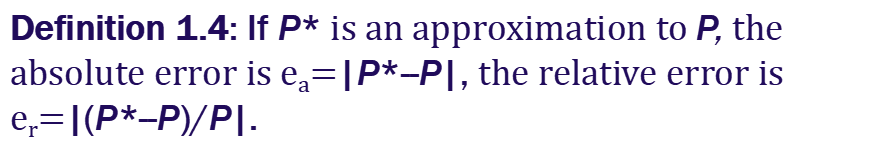 Definition 1.4: If P* is an approximation to P, the
absolute error is eₐ=|P*–P|, the relative error is
eᵣ=|(P*–P)/P|.